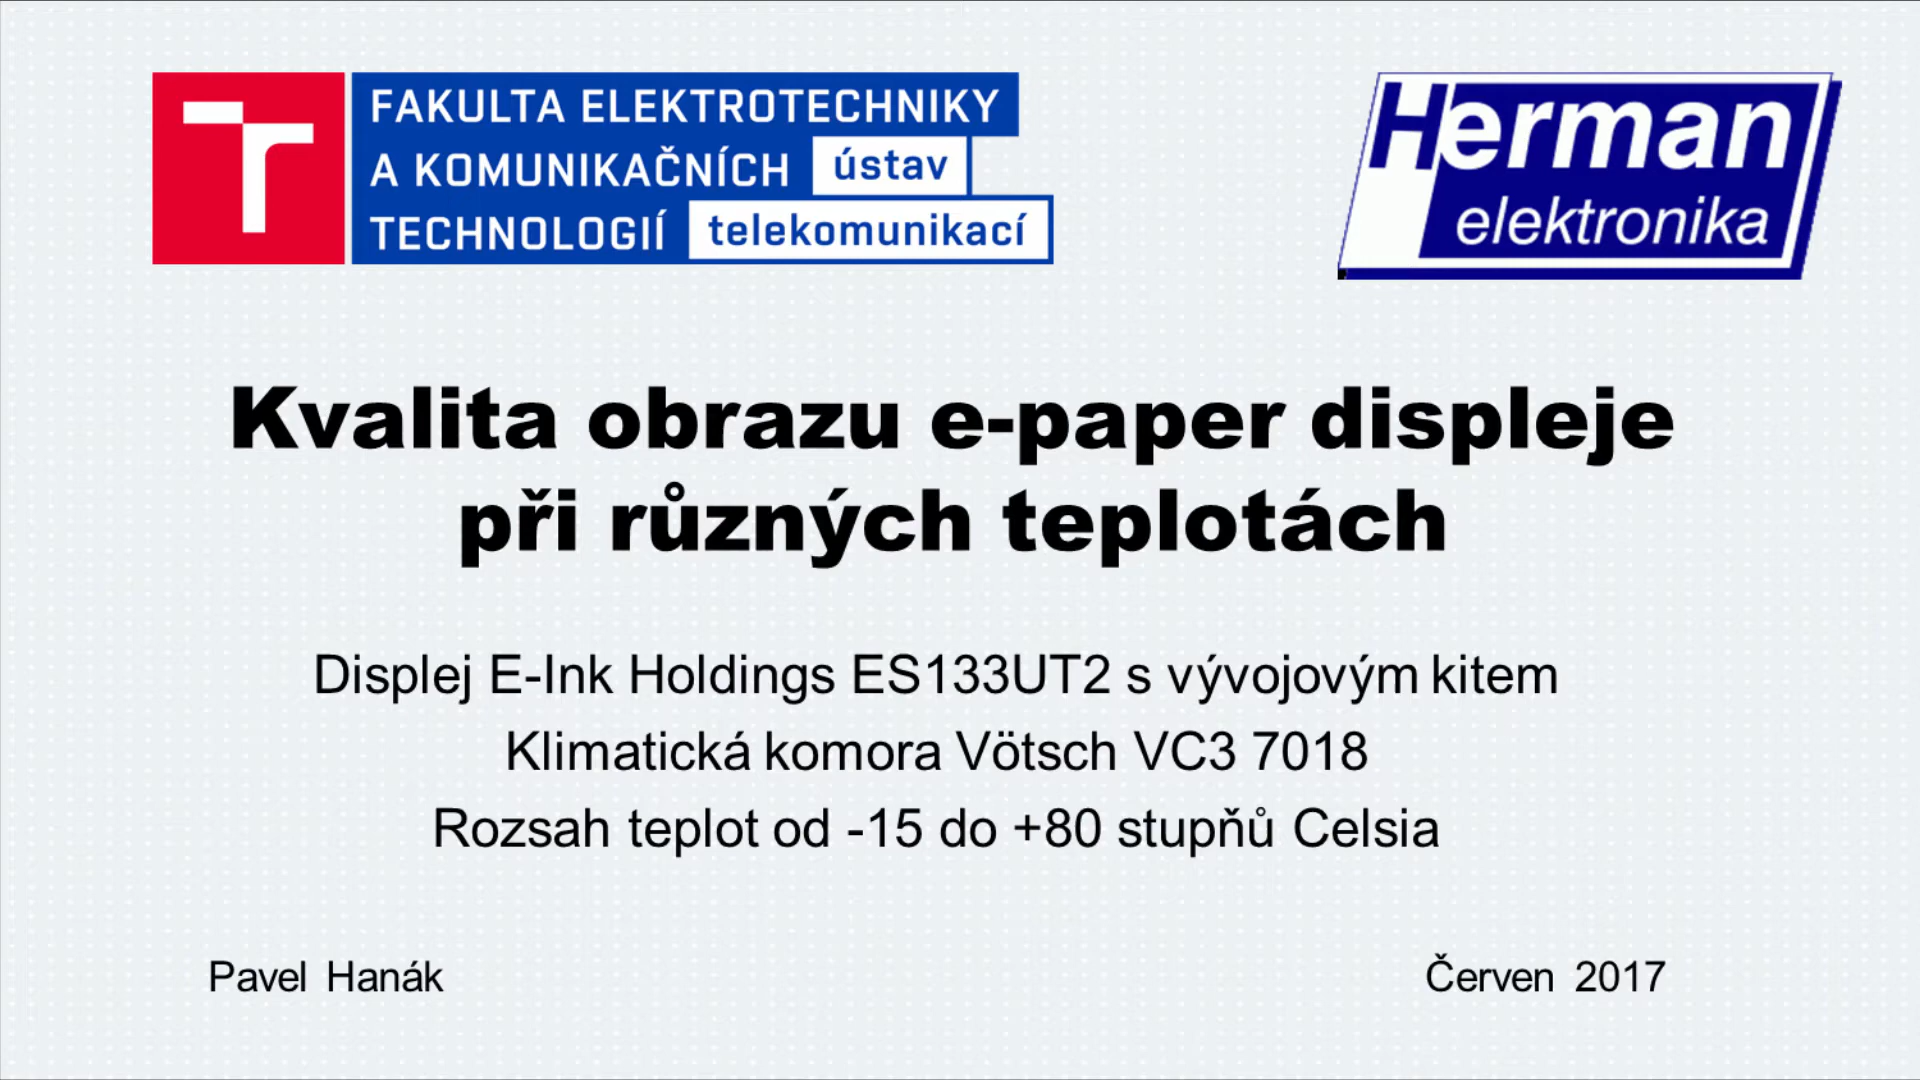 FAKULTA ELEKTROTECHNIKY
A KOMUNIKAČNÍCH ústav
TECHNOLOGIÍ telekomunikací
Herman
elektronika
Kvalita obrazu e-paper displeje
při různých teplotách
Displej E-Ink Holdings ES133UT2 s vývojovým kitem
Klimatická komora Vötsch VC3 7018
Rozsah teplot od -15 do +80 stupňů Celsia
Pavel Hanák
Červen 2017